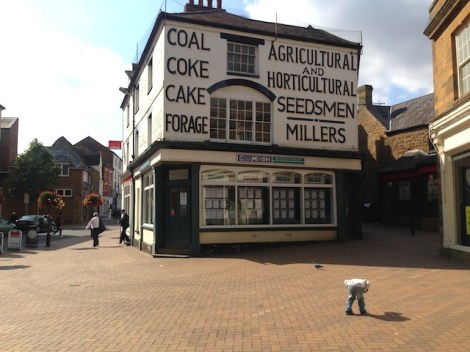 COAL
COKE
CAKE
FORAGE
AGRICULTURAL
AND
HORTICULTURAL
SEEDSMEN
MILLERS